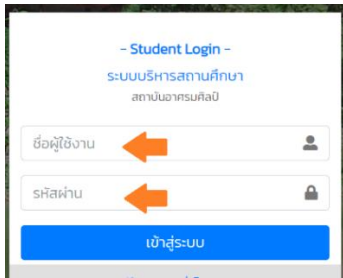 - Student Login -
ระบบบริหารสถานศึกษา
สถาบันอาศรมศิลป์
ชื่อผู้ใช้งาน
รหัสผ่าน
เข้าสู่ระบบ